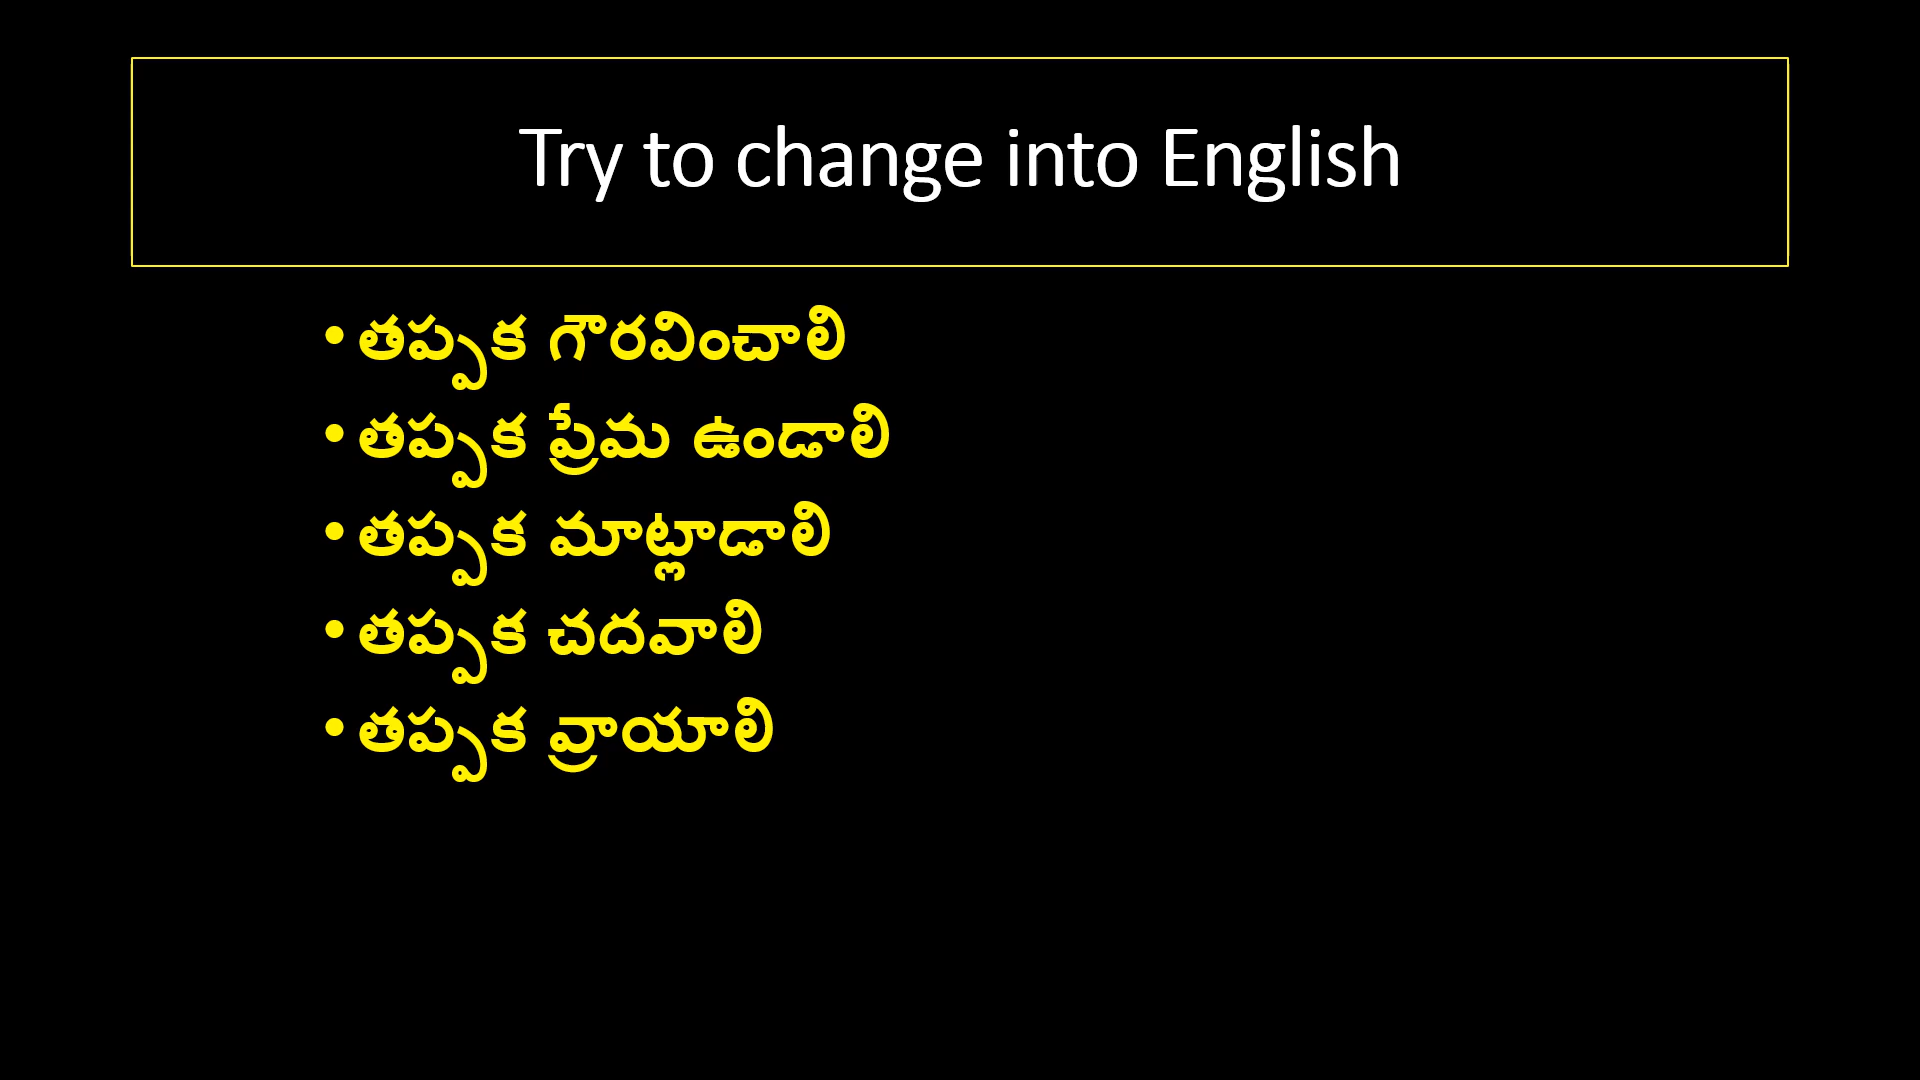 Try to change into English
• తప్పక గౌరవించాలి
• తప్పక ప్రేమ ఉండాలి
• తప్పక మాట్లాడాలి
• తప్పక చదవాలి
• తప్పక వ్రాయాలి